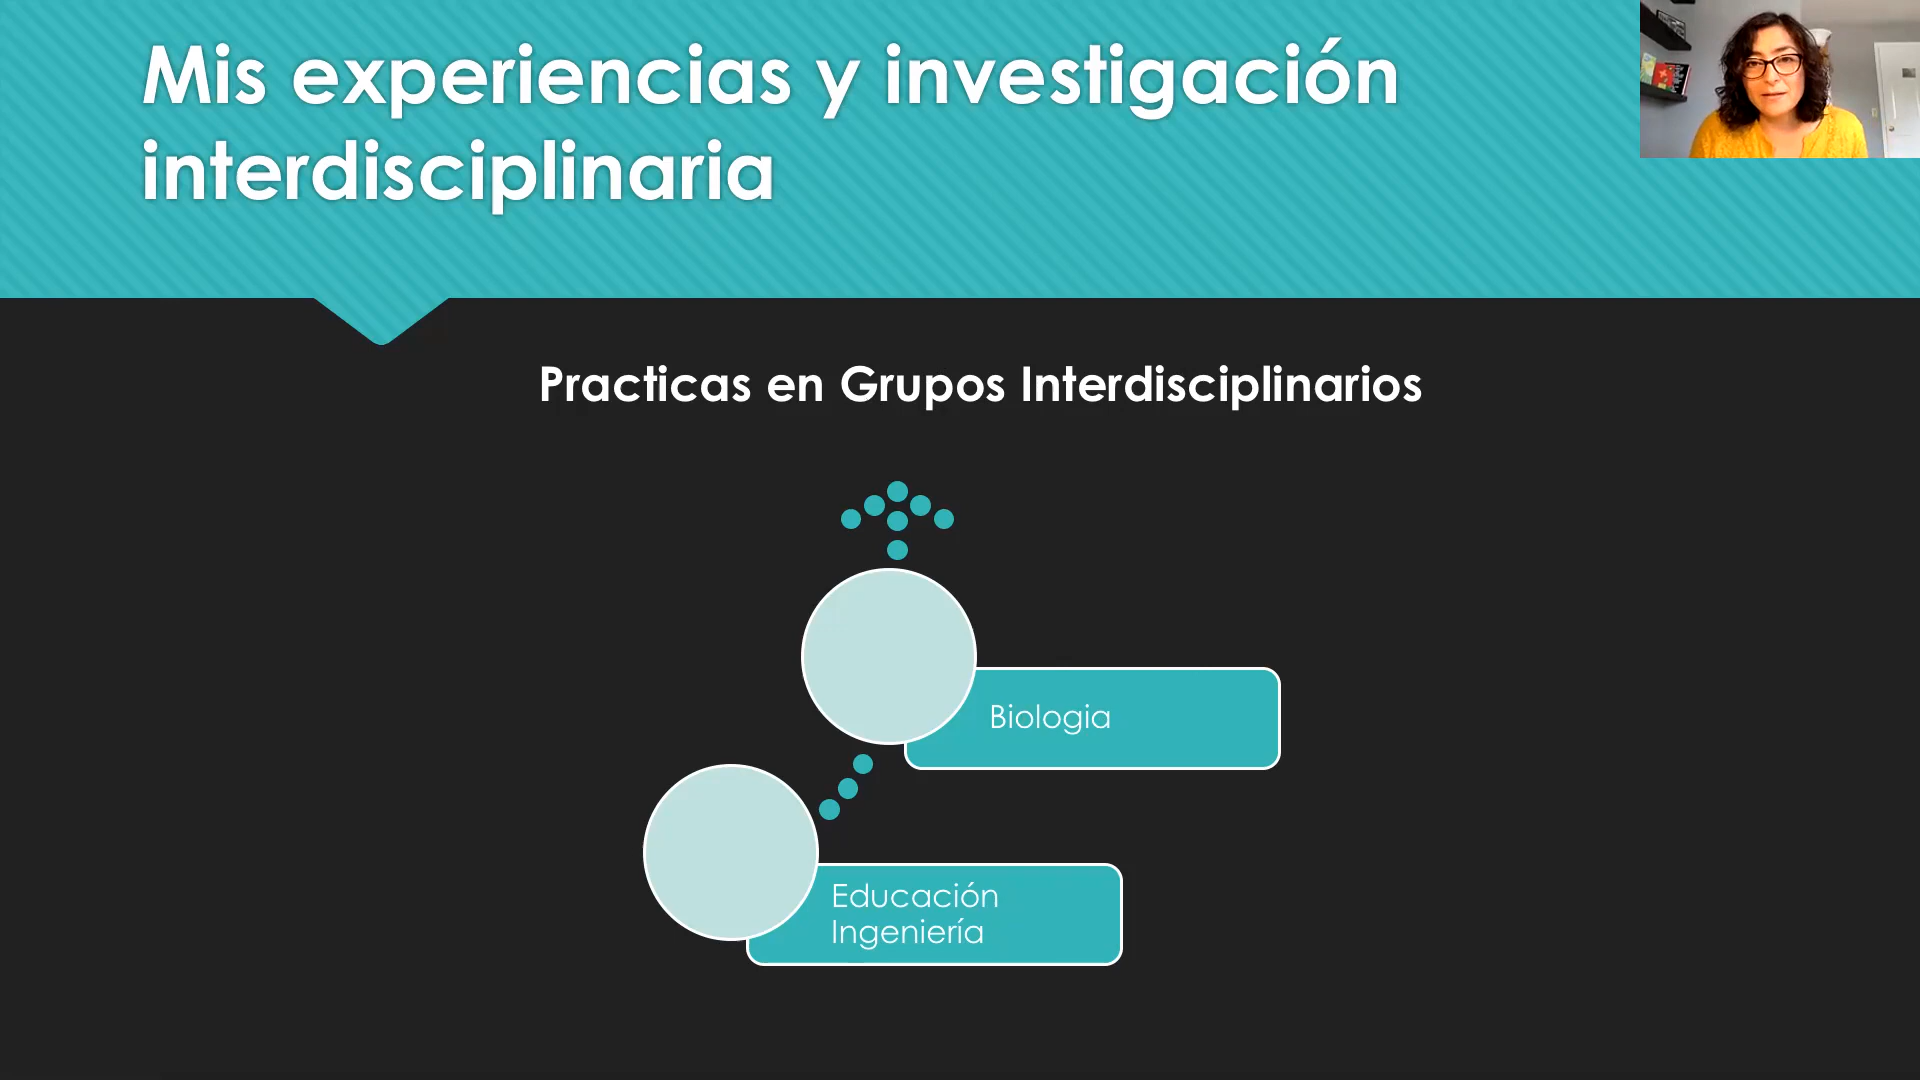 Mis experiencias y investigación
interdisciplinaria
Practicas en Grupos Interdisciplinarios
Biologia
Educación
Ingeniería